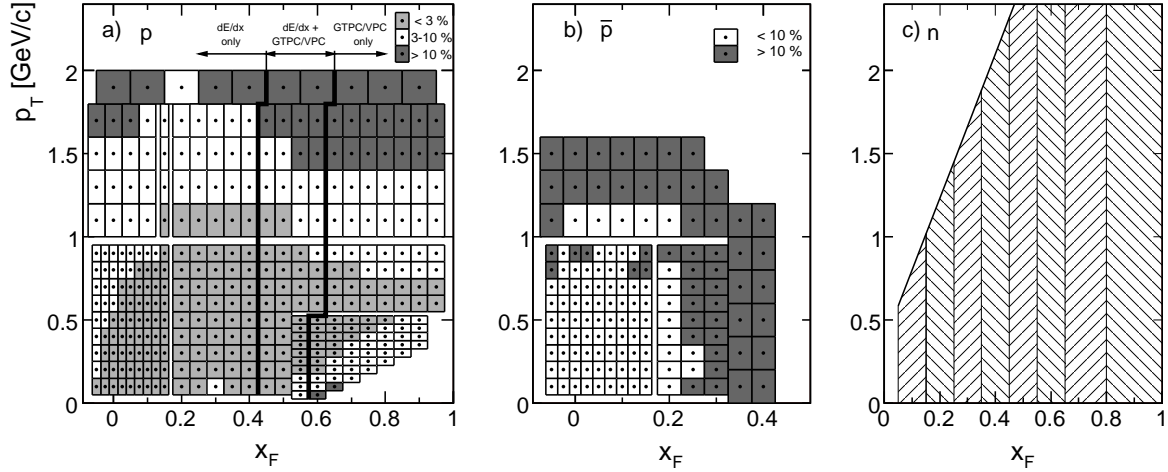 a) p
dE/dx
only
dE/dx +
GTPC/VPC
GTPC/VPC
only
< 3 %
3-10 %
> 10 %
p_T [GeV/c]
2
1.5
1
0.5
0
0 0.2 0.4 0.6 0.8 1
x_F
b) p̄
< 10 %
> 10 %
2
1.5
1
0.5
0
0 0.2 0.4
x_F
c) n
2
1.5
1
0.5
0
0 0.2 0.4 0.6 0.8 1
x_F